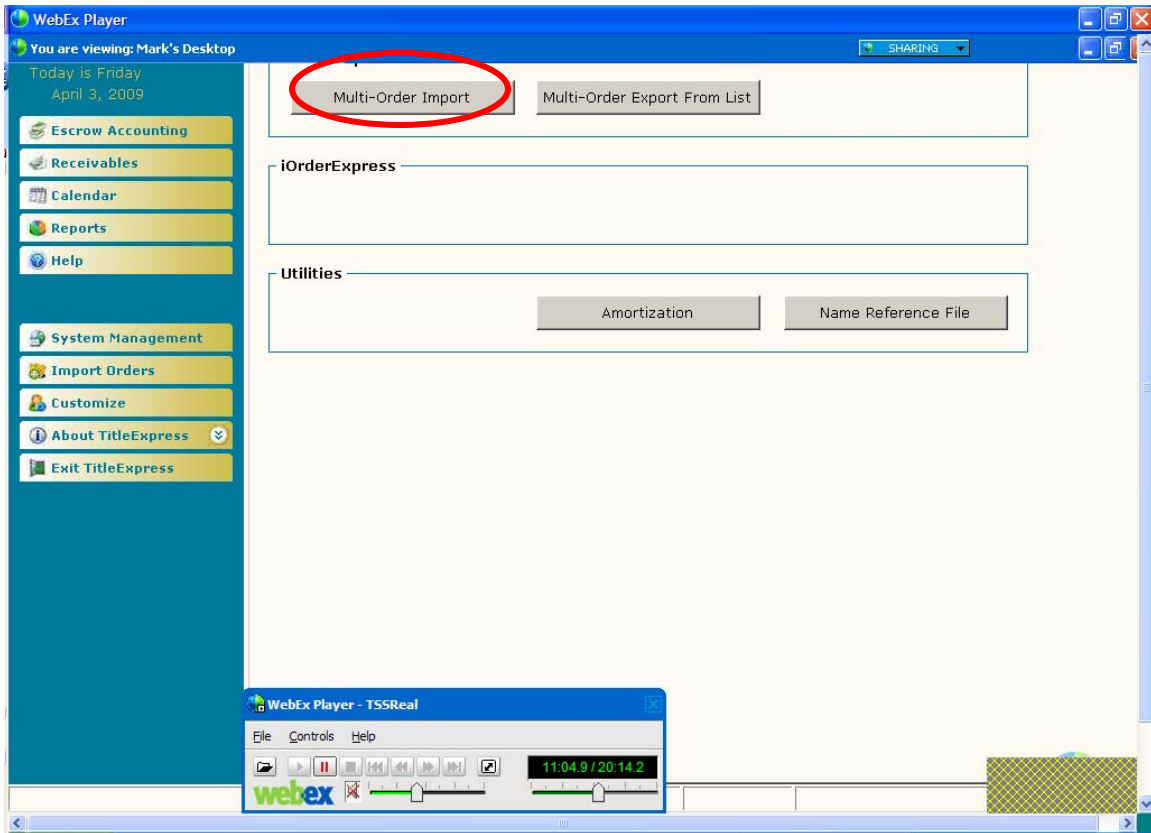 WebEx Player
You are viewing: Mark's Desktop
SHARING
Today is Friday
April 3, 2009
Escrow Accounting
Receivables
Calendar
Reports
Help
System Management
Import Orders
Customize
About TitleExpress
Exit TitleExpress
Multi-Order Import
Multi-Order Export From List
iOrderExpress
Utilities
Amortization
Name Reference File
WebEx Player - TSSReal
File Controls Help
11:04.9 / 20:14.2
webex